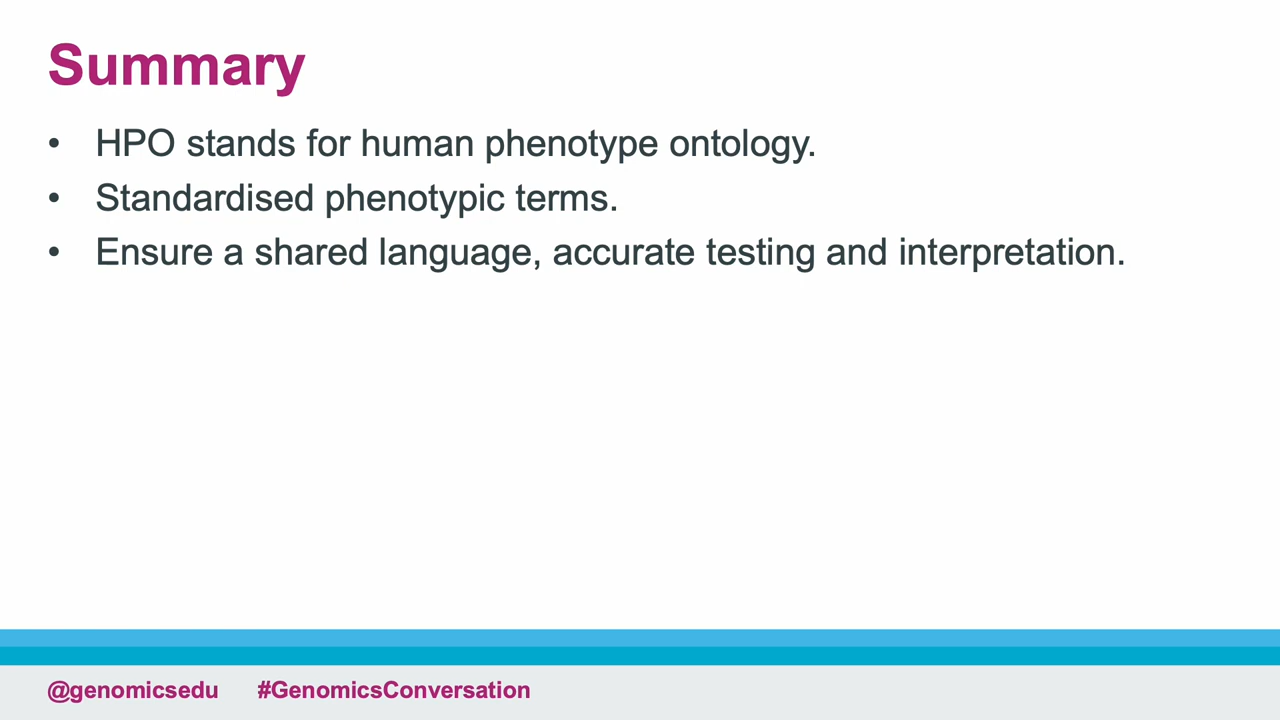 Summary
• HPO stands for human phenotype ontology.
• Standardised phenotypic terms.
• Ensure a shared language, accurate testing and interpretation.
@genomicsedu #GenomicsConversation